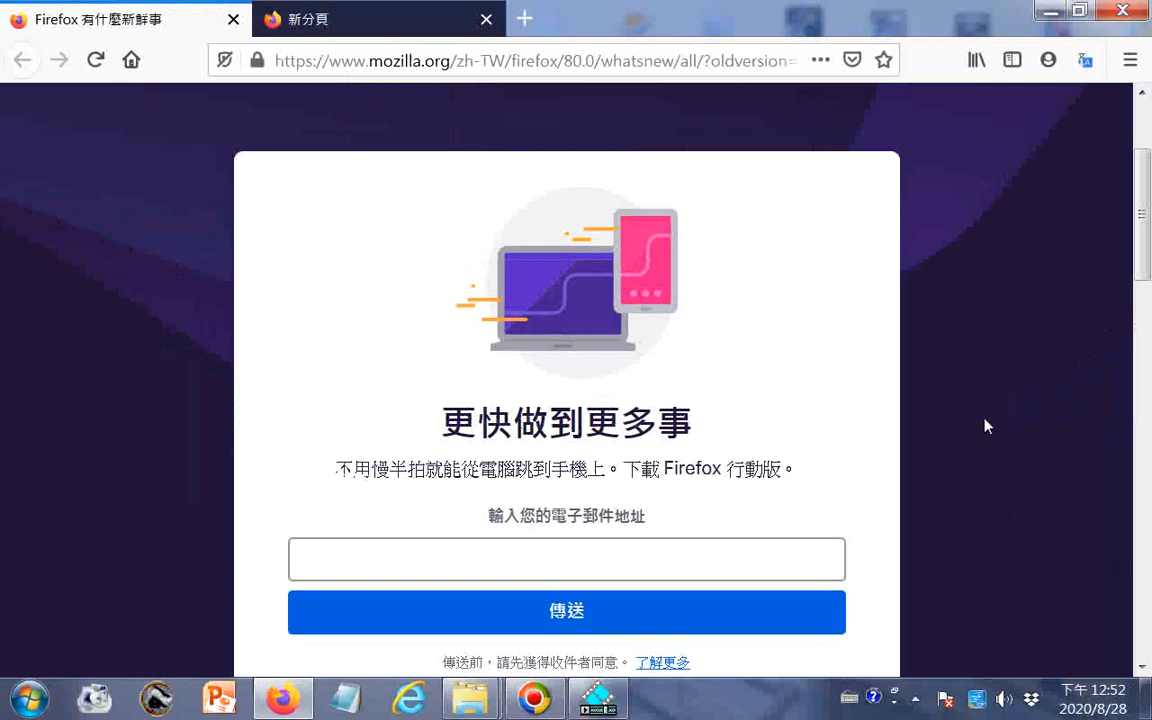 Firefox 有什麼新鮮事
新分頁
https://www.mozilla.org/zh-TW/firefox/80.0/whatsnew/all/?oldversion=
更快做到更多事
不用慢半拍就能從電腦跳到手機上。下載 Firefox 行動版。
輸入您的電子郵件地址
傳送
傳送前，請先獲得收件者同意。 了解更多
下午 12:52
2020/8/28